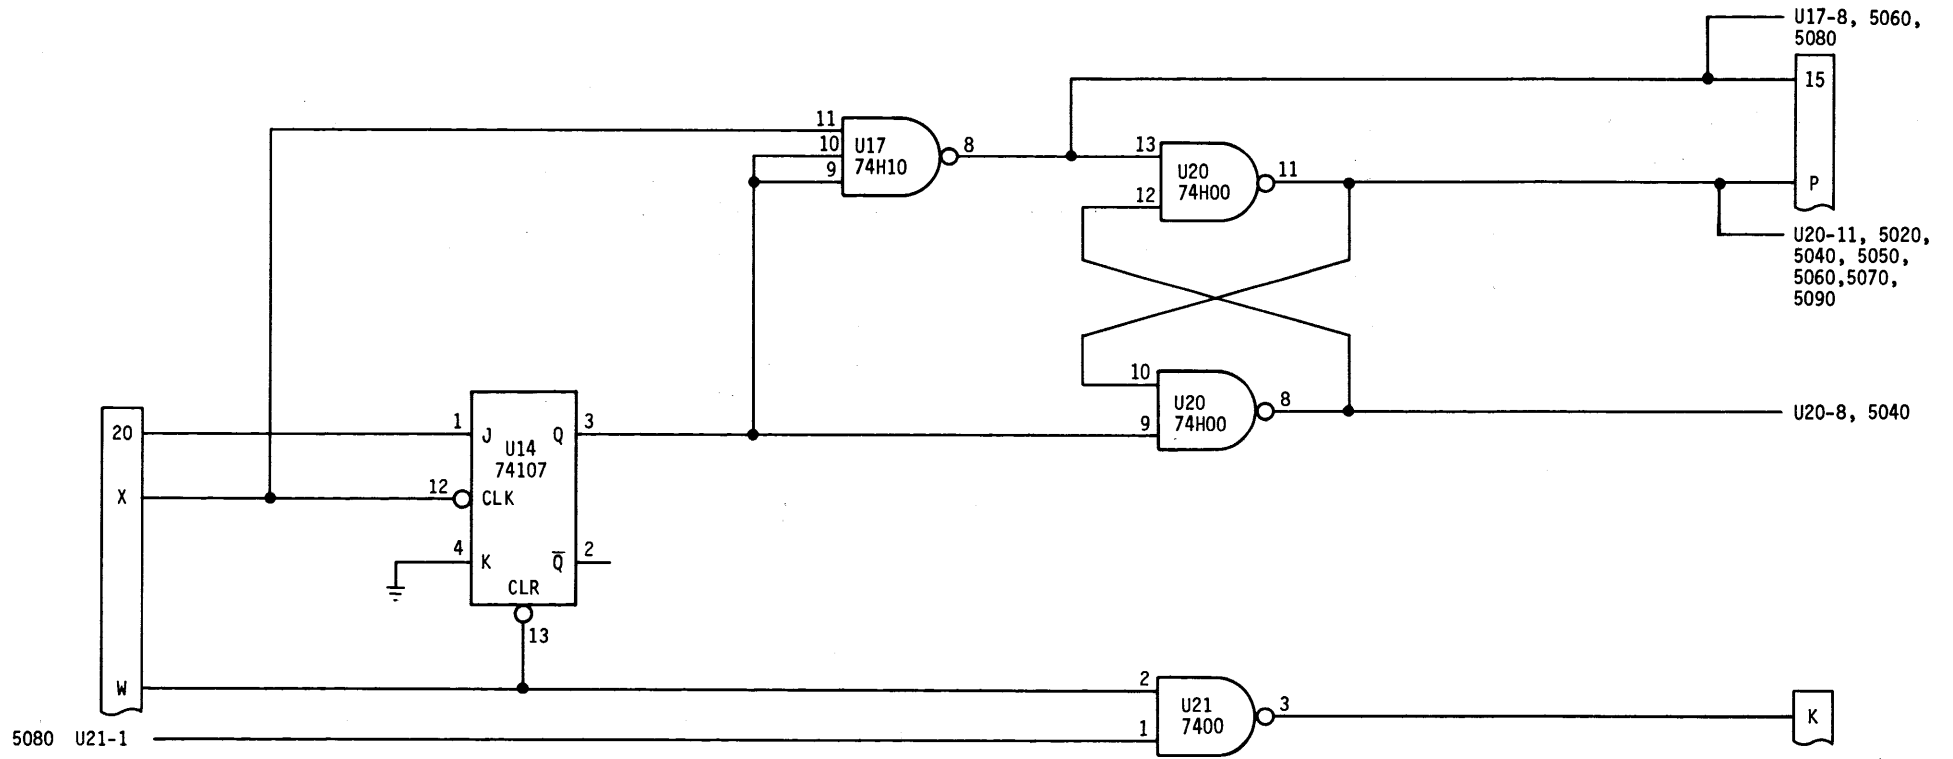 U17-8, 5060,
5080
15
11
10
9
U17
74H10
8
13
12
U20
74H00
11
P
U20-11, 5020,
5040, 5050,
5060,5070,
5090
10
9
U20
74H00
8
U20-8, 5040
20
X
W
1
J
Q
3
U14
74107
12
CLK
4
K
Q̅
2
CLR
13
2
1
U21
7400
3
K
5080 U21-1